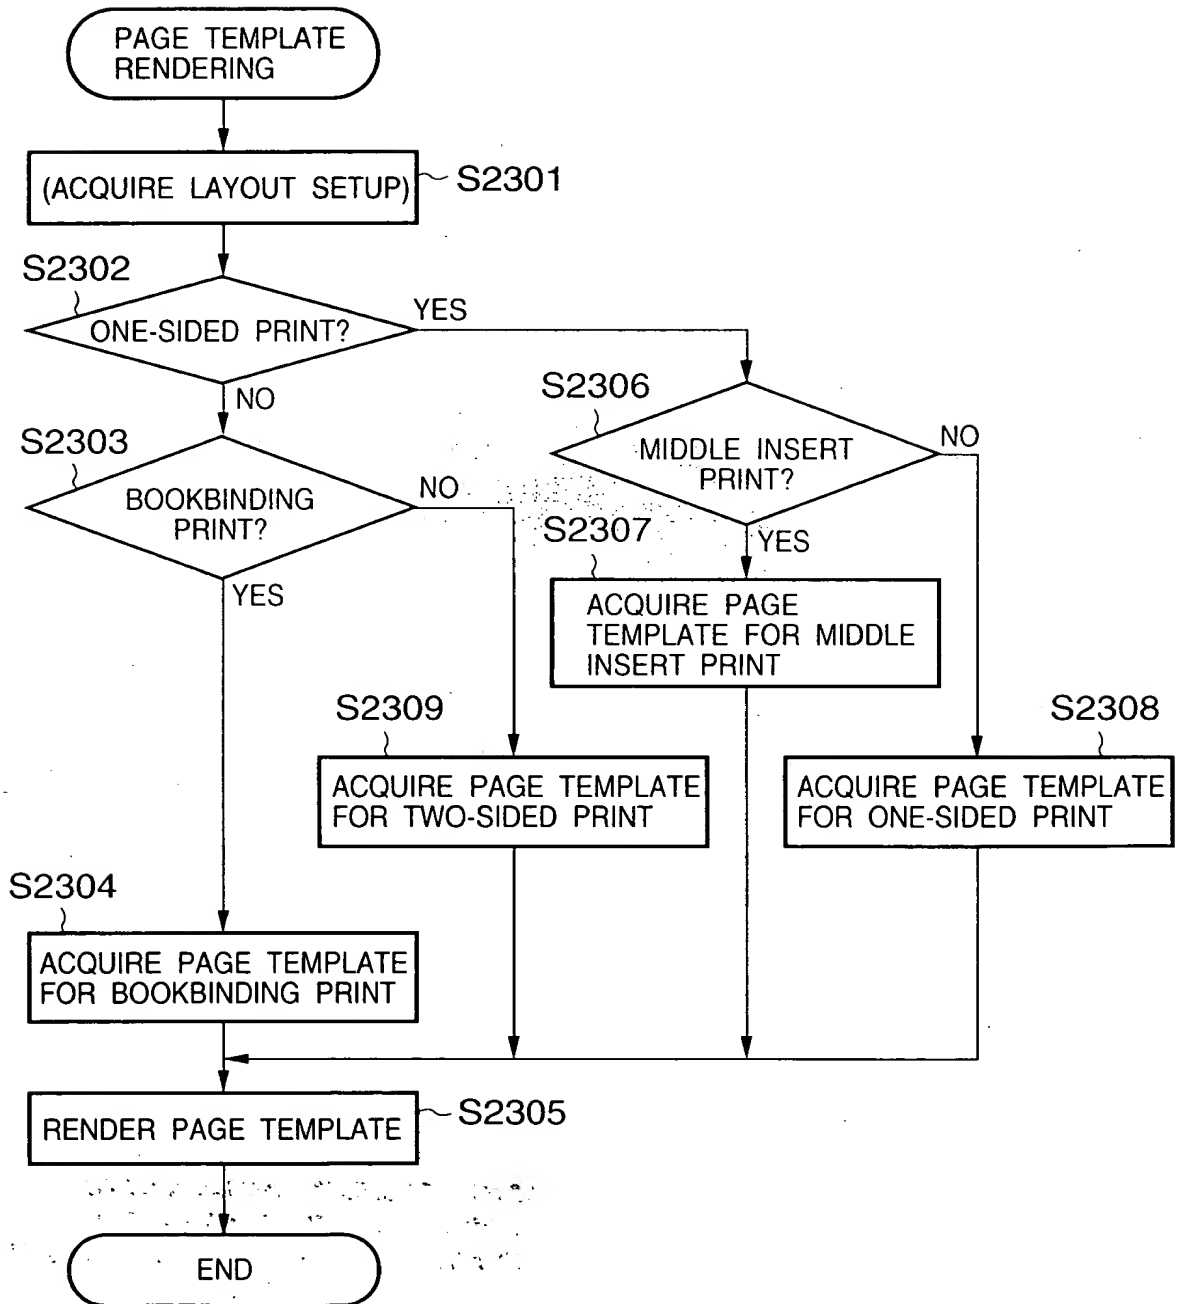 PAGE TEMPLATE
RENDERING
(ACQUIRE LAYOUT SETUP)
S2301
S2302
ONE-SIDED PRINT?
YES
NO
S2306
MIDDLE INSERT
PRINT?
NO
YES
S2303
BOOKBINDING
PRINT?
NO
YES
S2307
ACQUIRE PAGE
TEMPLATE FOR MIDDLE
INSERT PRINT
S2309
ACQUIRE PAGE TEMPLATE
FOR TWO-SIDED PRINT
S2308
ACQUIRE PAGE TEMPLATE
FOR ONE-SIDED PRINT
S2304
ACQUIRE PAGE TEMPLATE
FOR BOOKBINDING PRINT
RENDER PAGE TEMPLATE
S2305
END